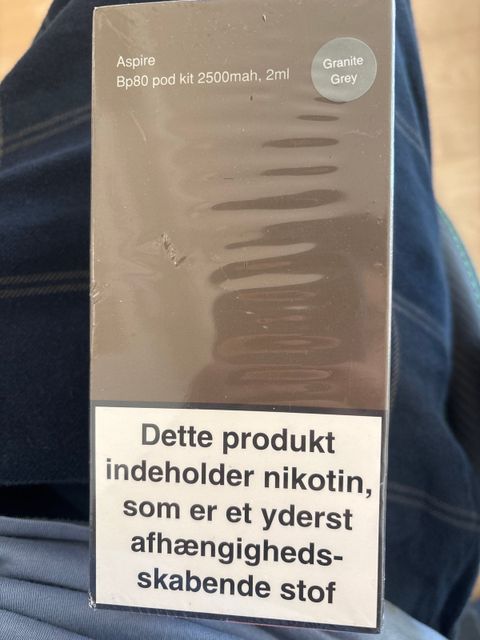 Aspire
Bp80 pod kit 2500mah, 2ml
Granite
Grey
Dette produkt
indeholder nikotin,
som er et yderst
afhængigheds-
skabende stof